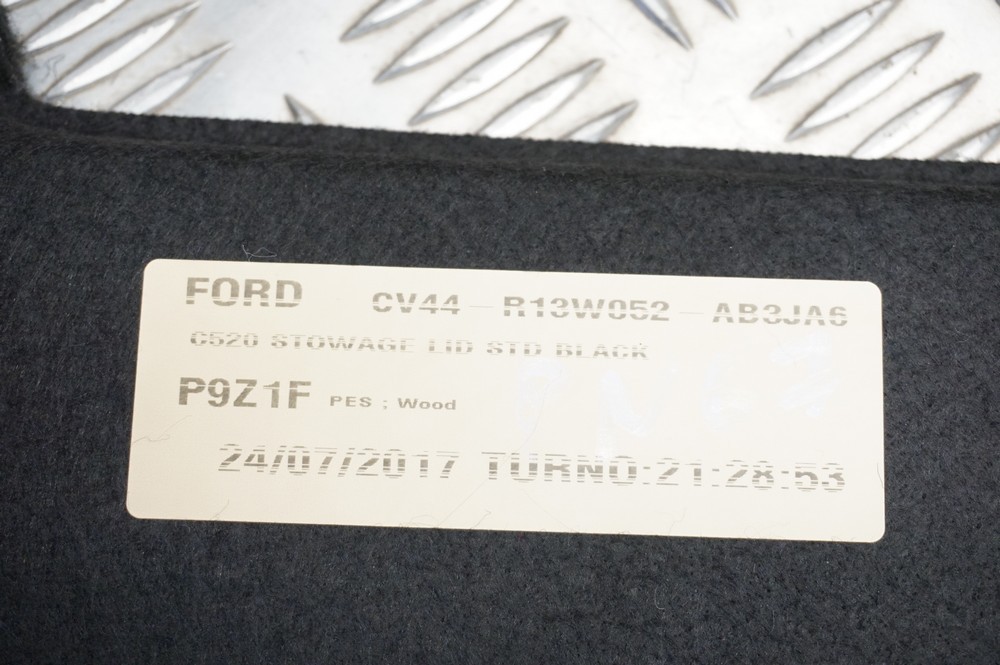 FORD CV44 - R13W052 - AB3JA6
C520 STOWAGE LID STD BLACK
P9Z1F PES ; Wood
24/07/2017 TURNO:21:28:53